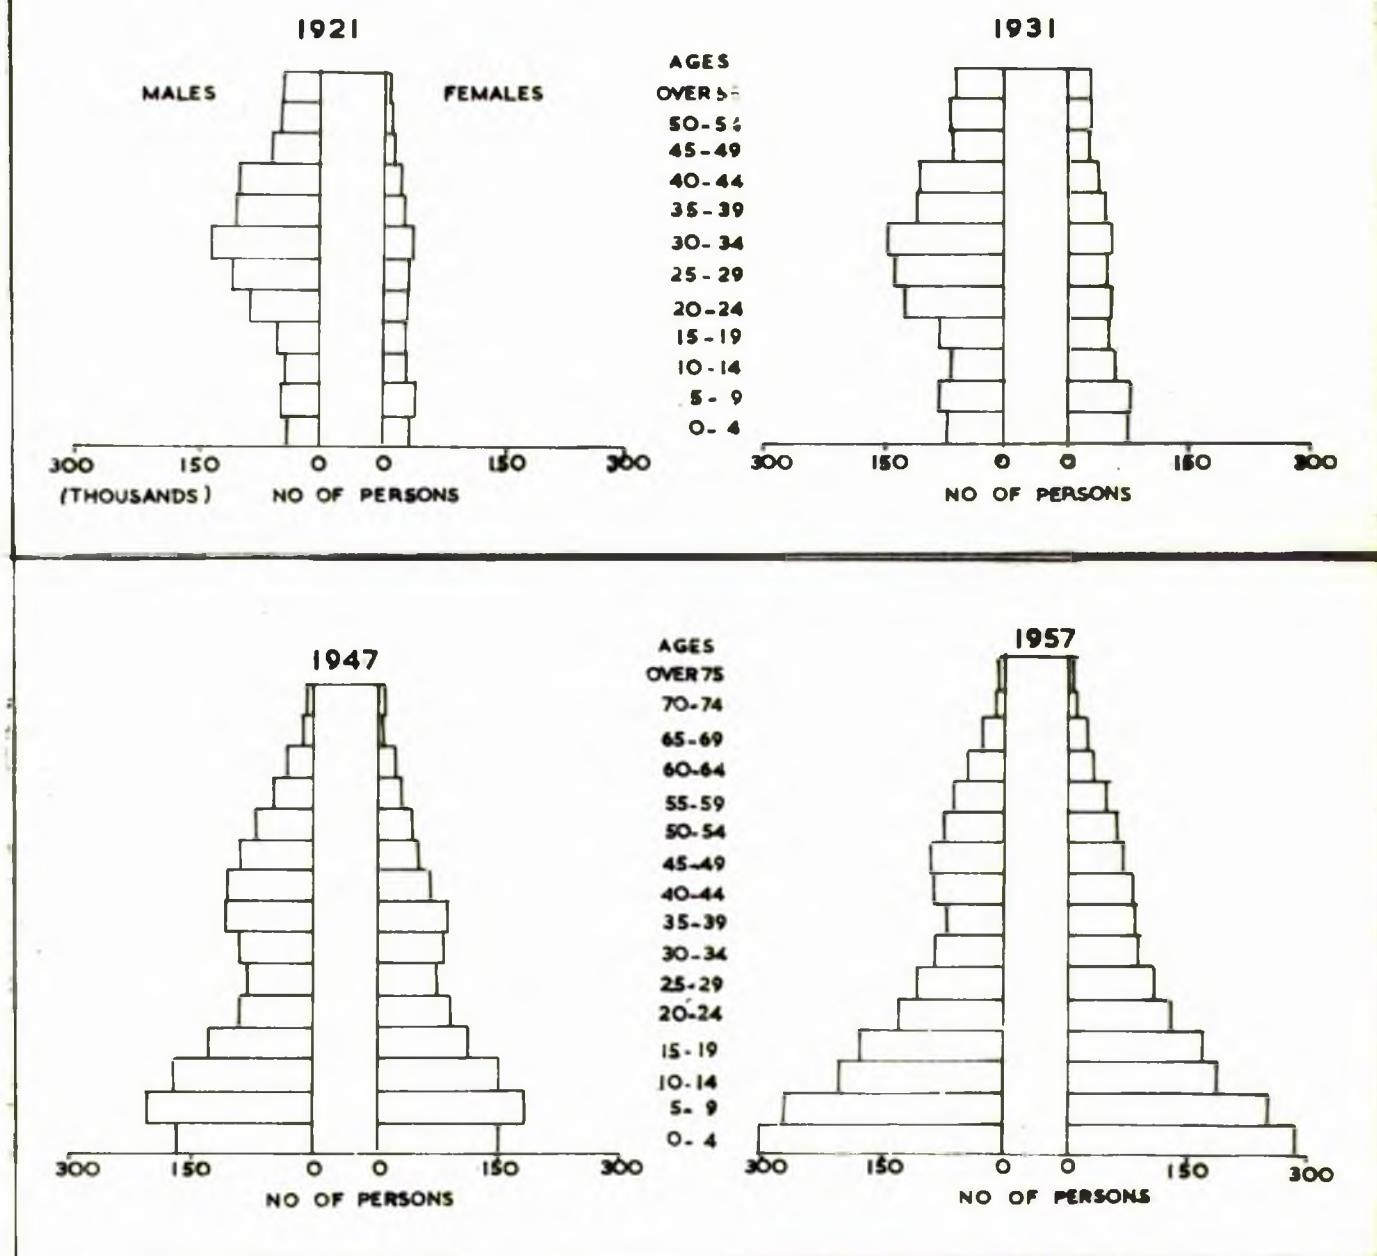 1921
MALES
FEMALES
AGES
OVER
50-5
45-49
40-44
35-39
30-34
25-29
20-24
15-19
10-14
5-9
0-4
300 150 0 0 150 300
(THOUSANDS) NO OF PERSONS
1931
300 150 0 0 150 300
NO OF PERSONS
1947
AGES
OVER 75
70-74
65-69
60-64
55-59
50-54
45-49
40-44
35-39
30-34
25-29
20-24
15-19
10-14
5-9
0-4
300 150 0 0 150 300
NO OF PERSONS
1957
300 150 0 0 150 300
NO OF PERSONS